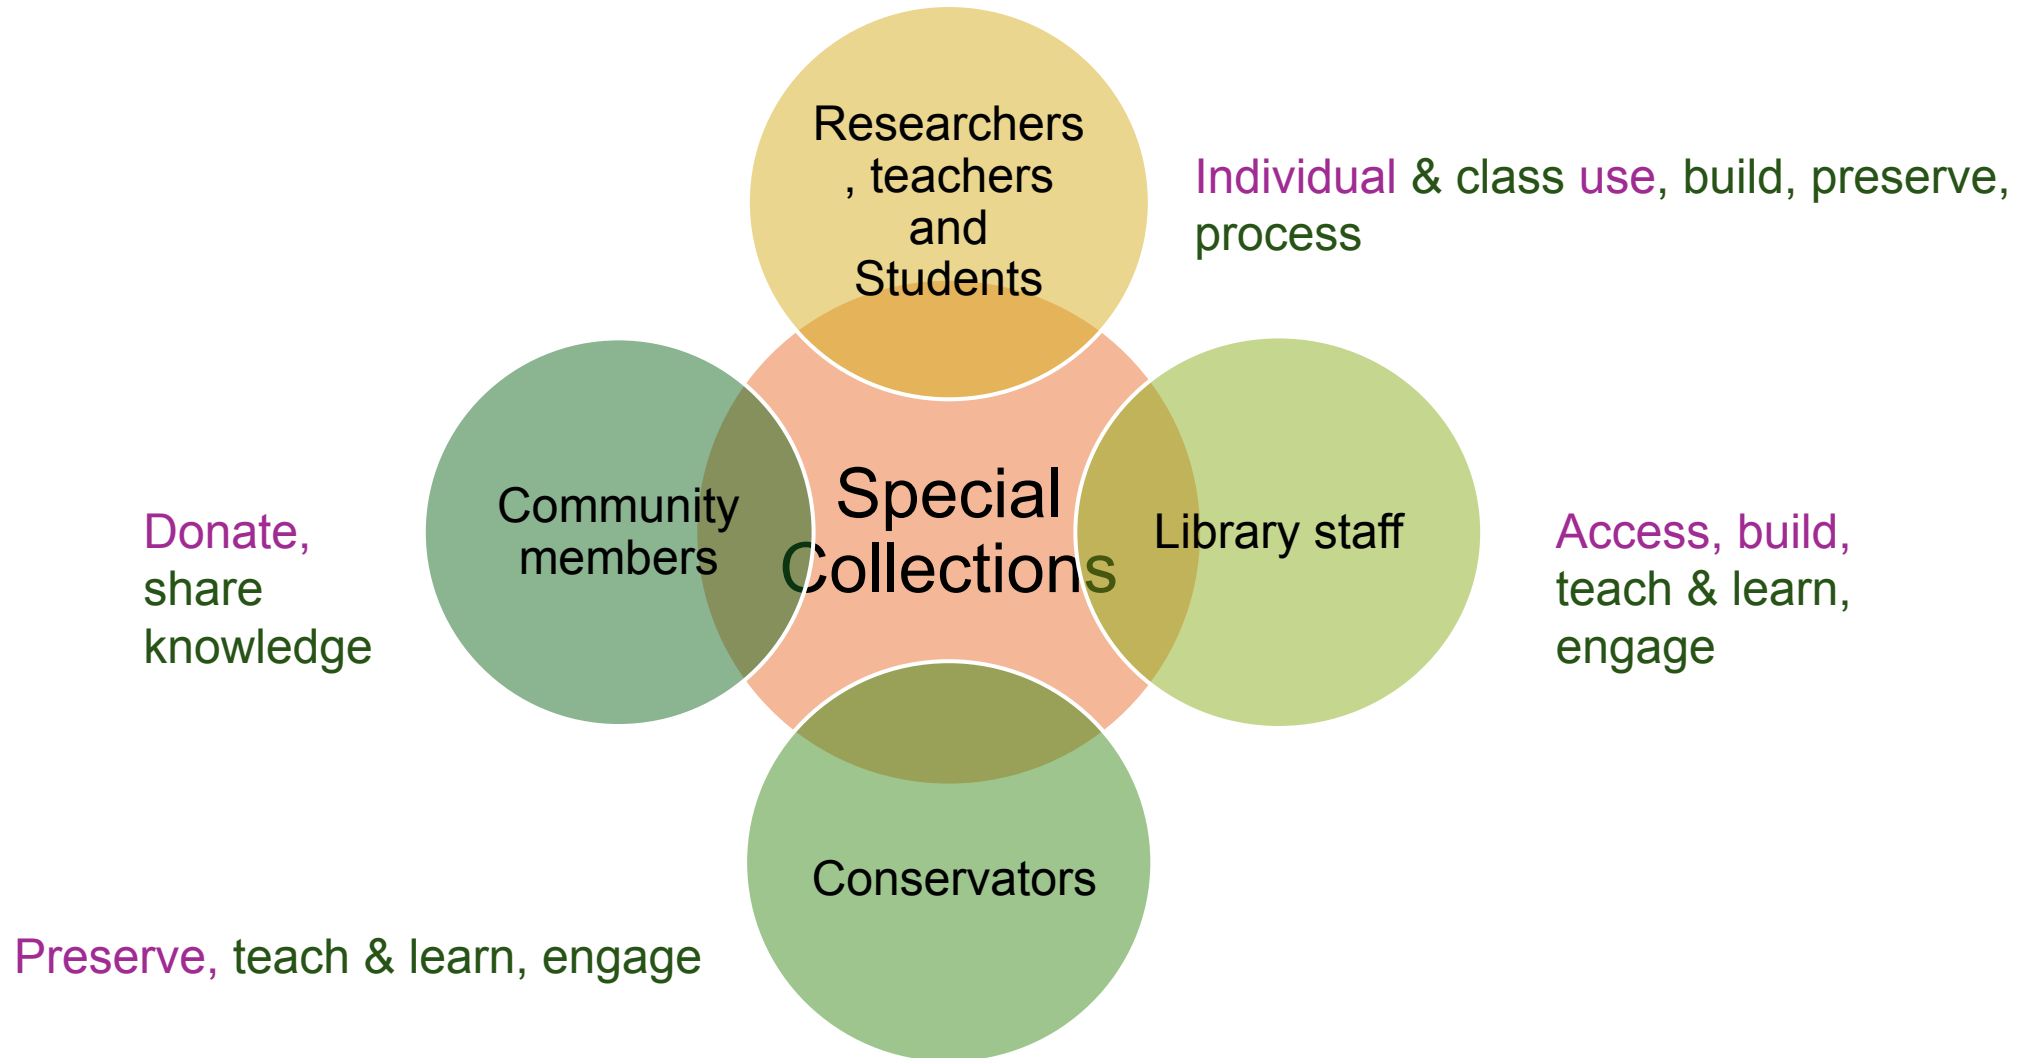 Researchers
, teachers
and
Students
Individual & class use, build, preserve,
process
Community
members
Special
Collections
Library staff
Donate,
share
knowledge
Access, build,
teach & learn,
engage
Conservators
Preserve, teach & learn, engage